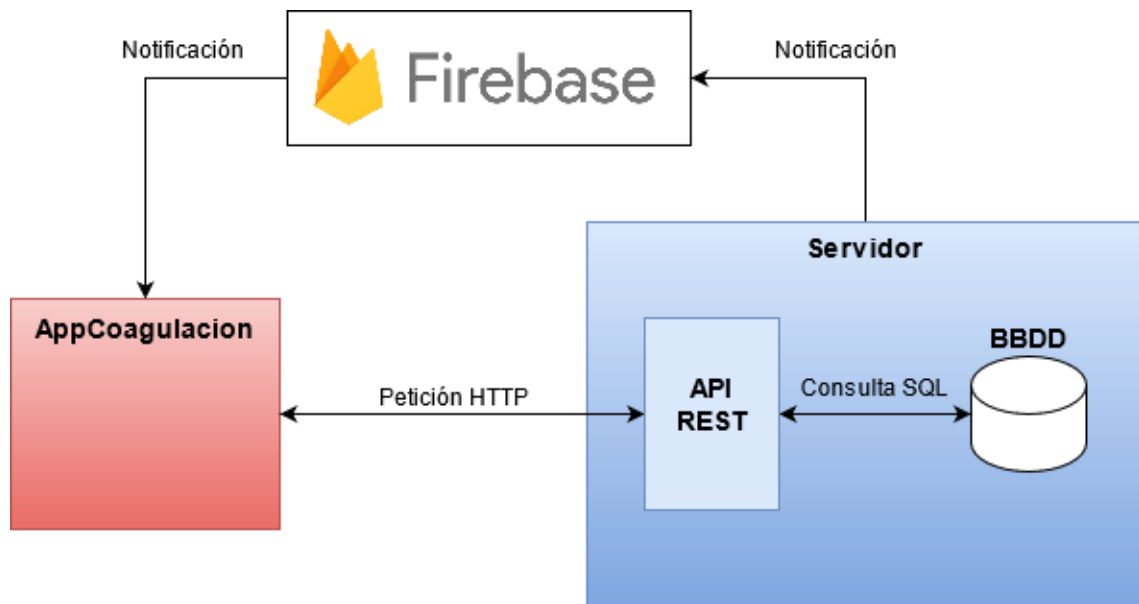 Notificación
Firebase
Notificación
Servidor
AppCoagulacion
BBDD
Petición HTTP
API
REST
Consulta SQL